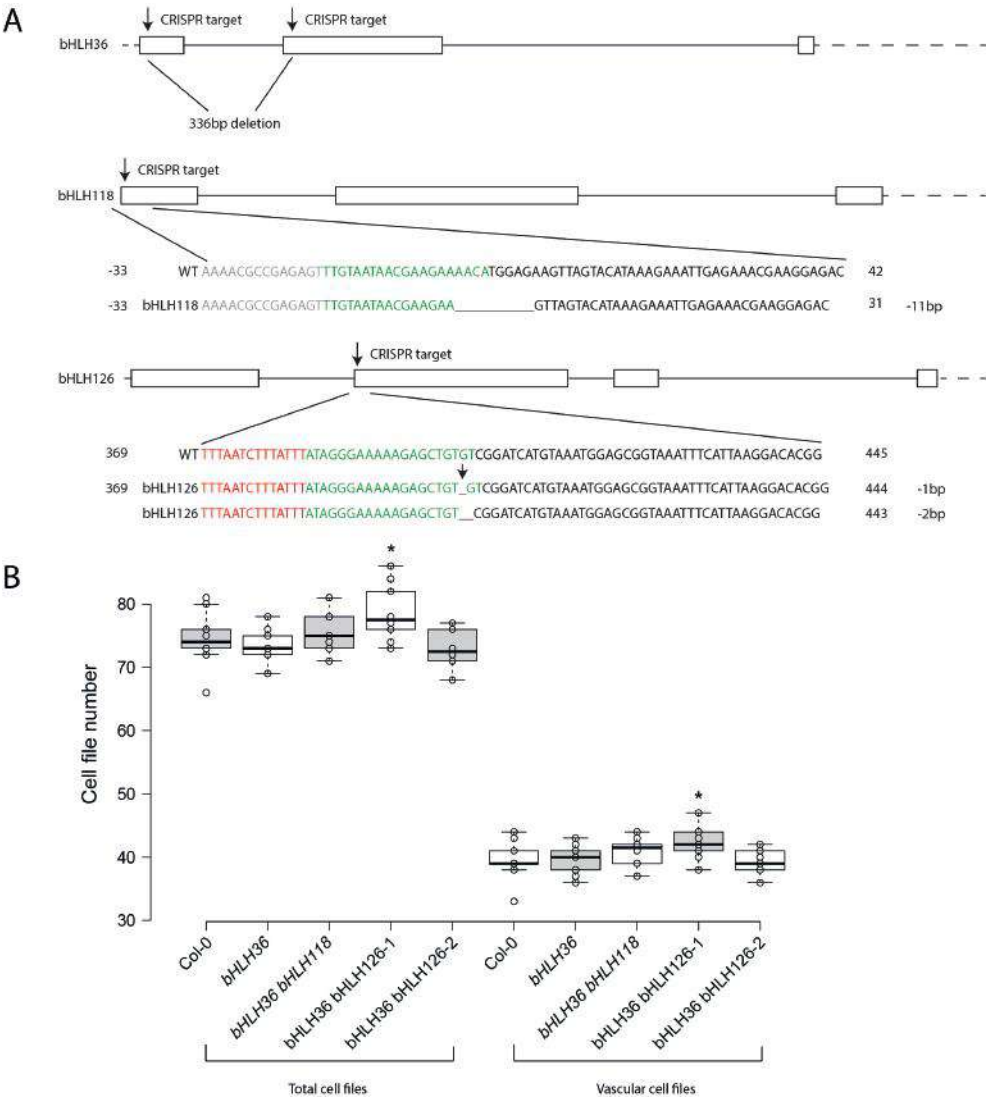 A
CRISPR target CRISPR target
bHLH36
336bp deletion
CRISPR target
bHLH118
-33 WT AAAACGCCGAGAGTTTGTAATAACGAAGAAAACATGGAGAAGTTAGTACATAAAGAAATTGAGAAACGAAGGAGAC 42
-33 bHLH118 AAAACGCCGAGAGTTTGTAATAACGAAGAA__________GTTAGTACATAAAGAAATTGAGAAACGAAGGAGAC 31 -11bp
CRISPR target
bHLH126
369 WT TTTAATCTTTATTTATAGGGAAAAAGAGCTGTGTCGGATCATGTAAATGGAGCGGTAAATTTCATTAAGGACACGG 445
369 bHLH126 TTTAATCTTTATTTATAGGGAAAAAGAGCTGT_GTCGGATCATGTAAATGGAGCGGTAAATTTCATTAAGGACACGG 444 -1bp
bHLH126 TTTAATCTTTATTTATAGGGAAAAAGAGCTGT__CGGATCATGTAAATGGAGCGGTAAATTTCATTAAGGACACGG 443 -2bp
B
*
*
Cell file number
80
70
60
50
40
30
Col-0
bHLH36
bHLH36 bHLH118
bHLH36 bHLH126-1
bHLH36 bHLH126-2
Col-0
bHLH36
bHLH36 bHLH118
bHLH36 bHLH126-1
bHLH36 bHLH126-2
Total cell files Vascular cell files